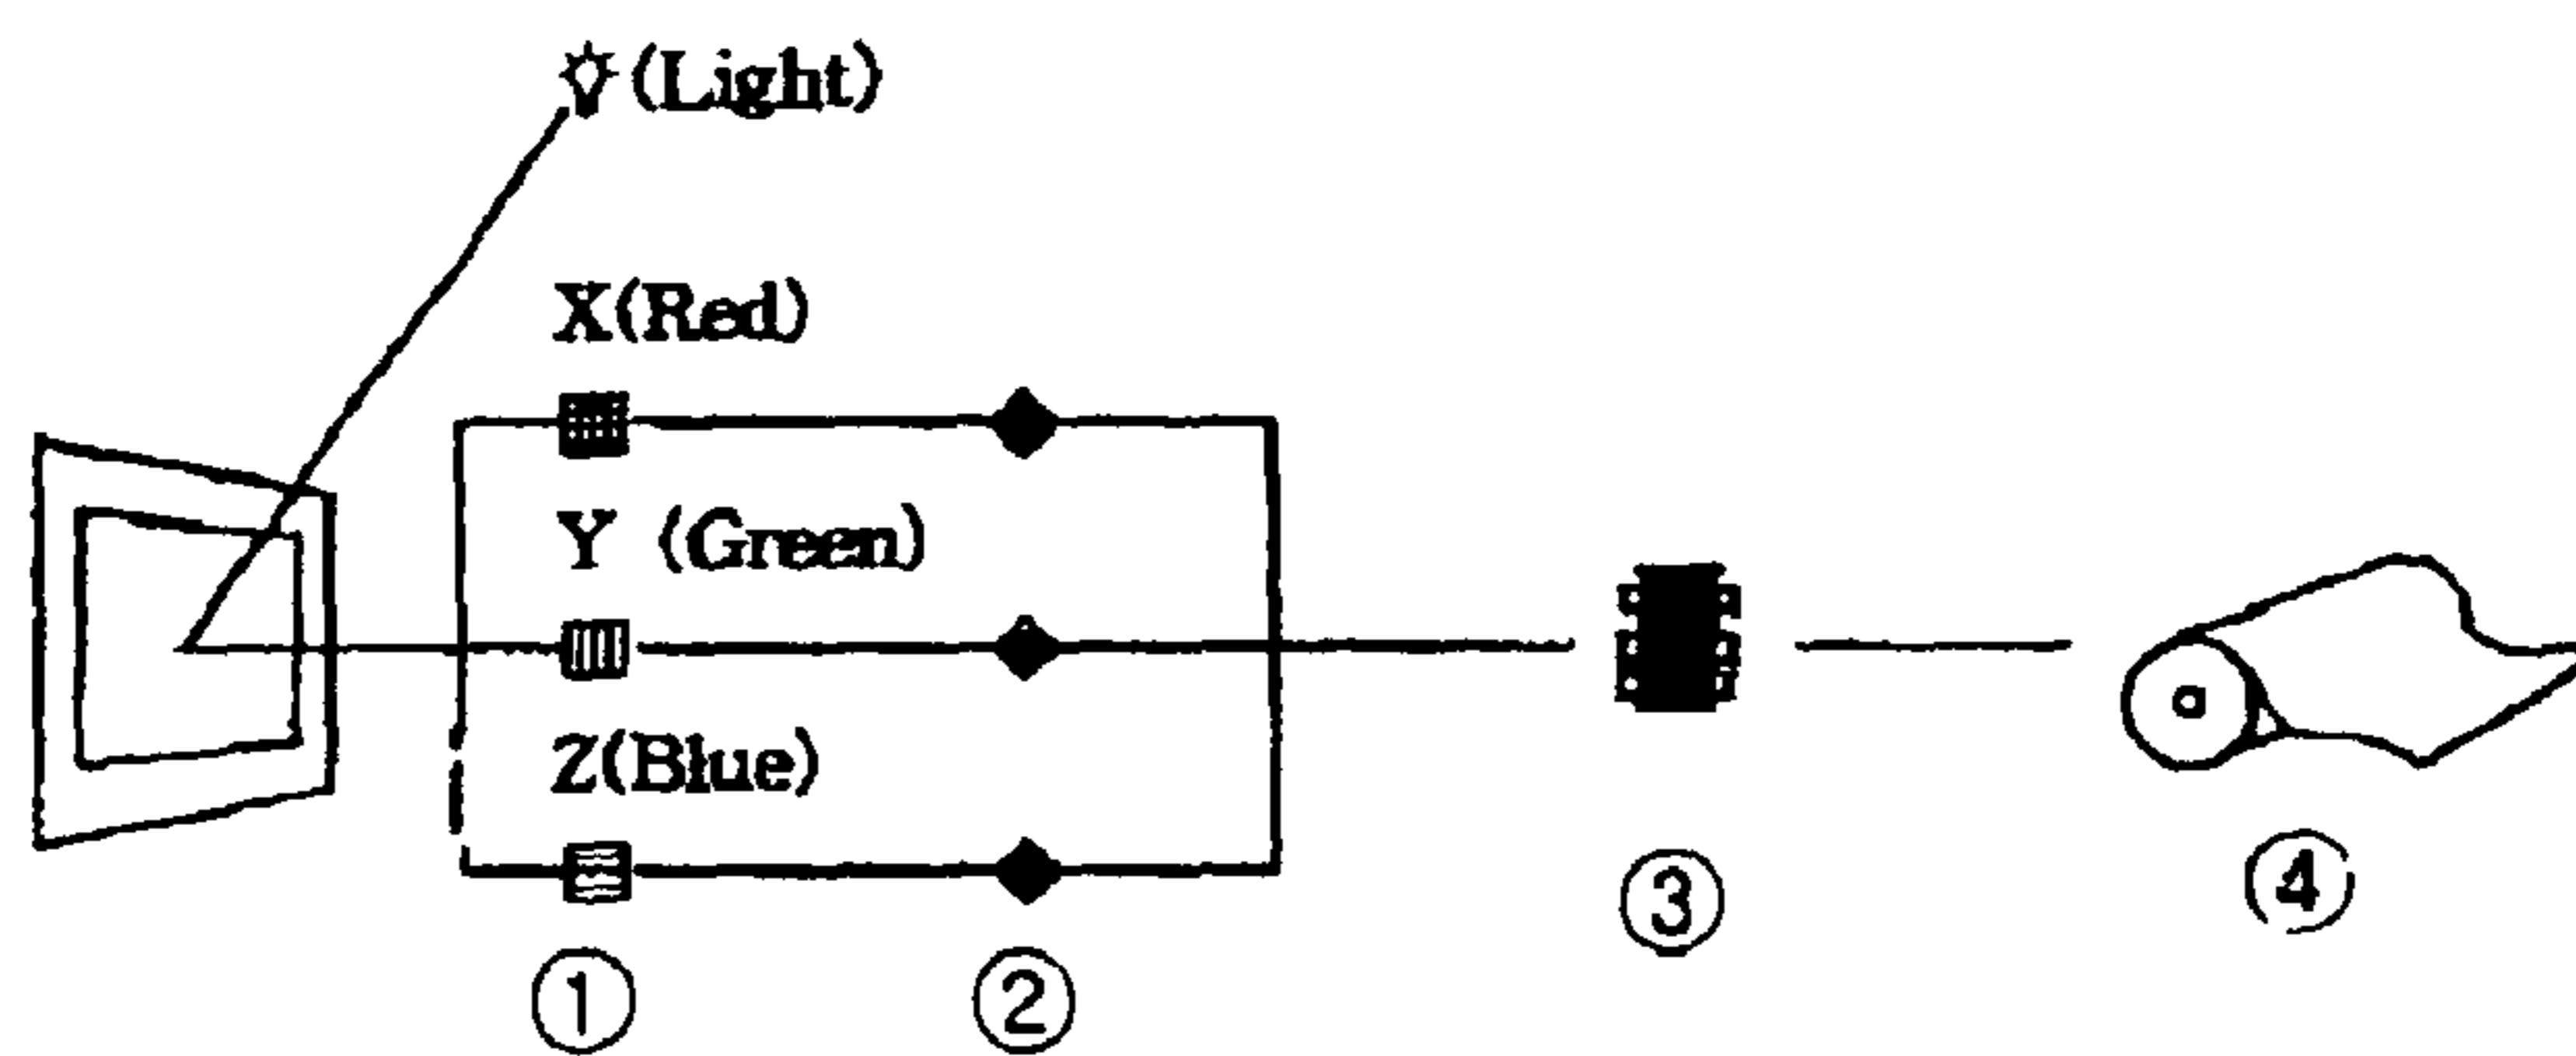 (Light)
X(Red)
Y (Green)
Z(Blue)
① ② ③ ④